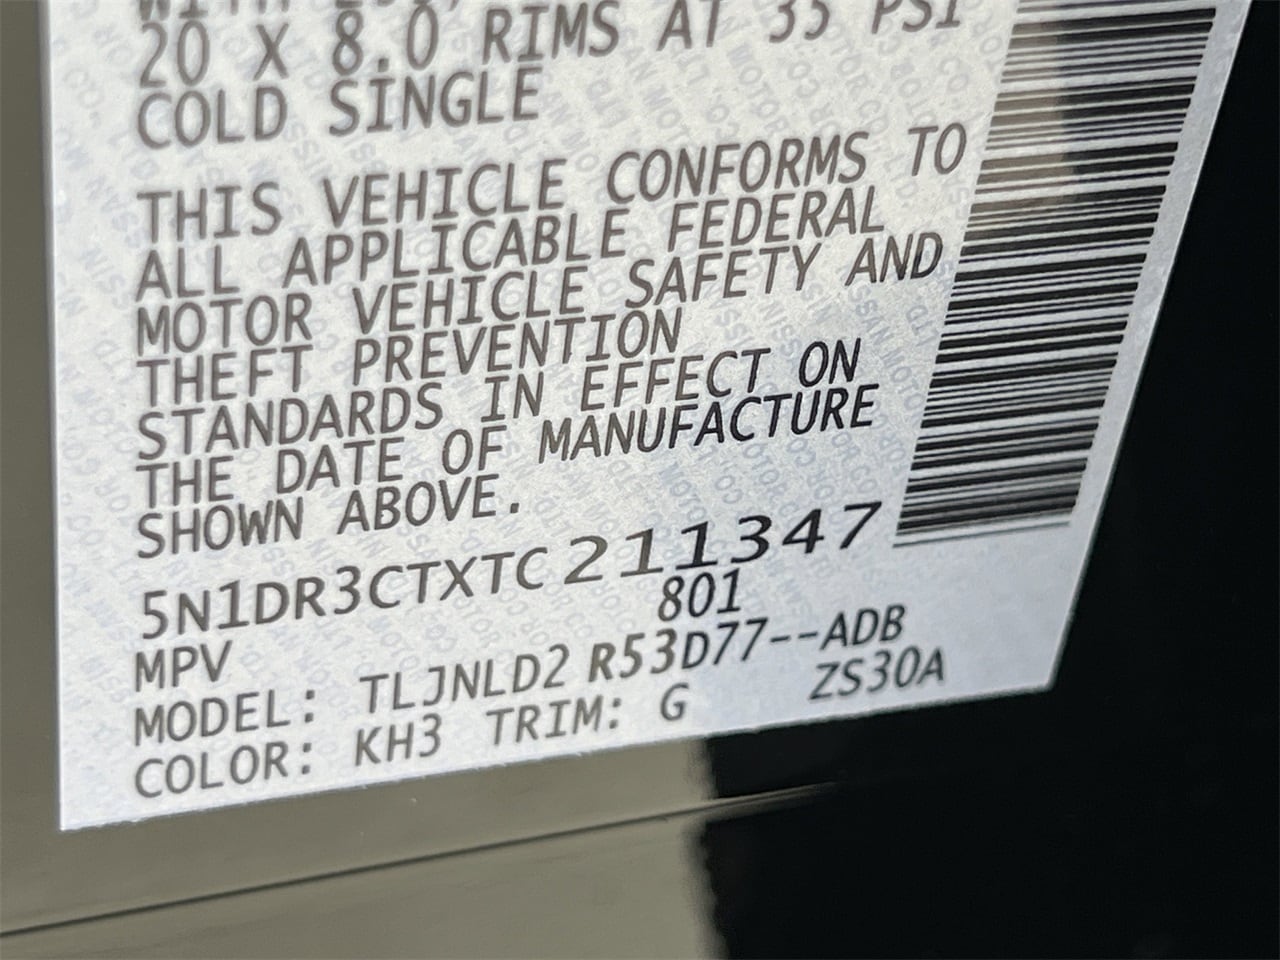 20 X 8.0 RIMS AT 35 PSI
COLD SINGLE
THIS VEHICLE CONFORMS TO
ALL APPLICABLE FEDERAL
MOTOR VEHICLE SAFETY AND
THEFT PREVENTION
STANDARDS IN EFFECT ON
THE DATE OF MANUFACTURE
SHOWN ABOVE.
5N1DR3CTXTC211347
801
MPV
MODEL: TLJNLD2 R53D77--ADB
COLOR: KH3 TRIM: G ZS30A